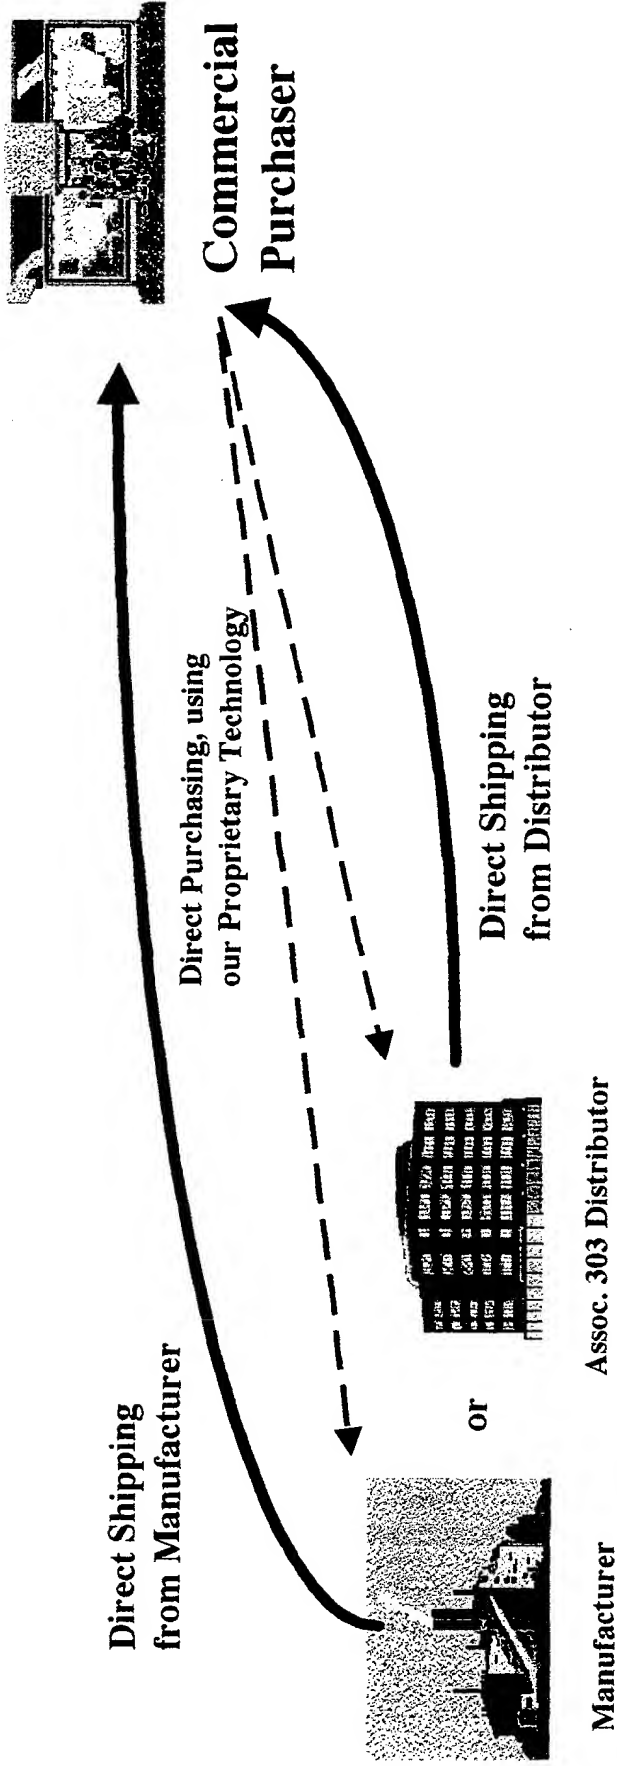 Direct Shipping
from Manufacturer
Commercial
Purchaser
Direct Purchasing, using
our Proprietary Technology
or
Direct Shipping
from Distributor
Manufacturer
Assoc. 303 Distributor